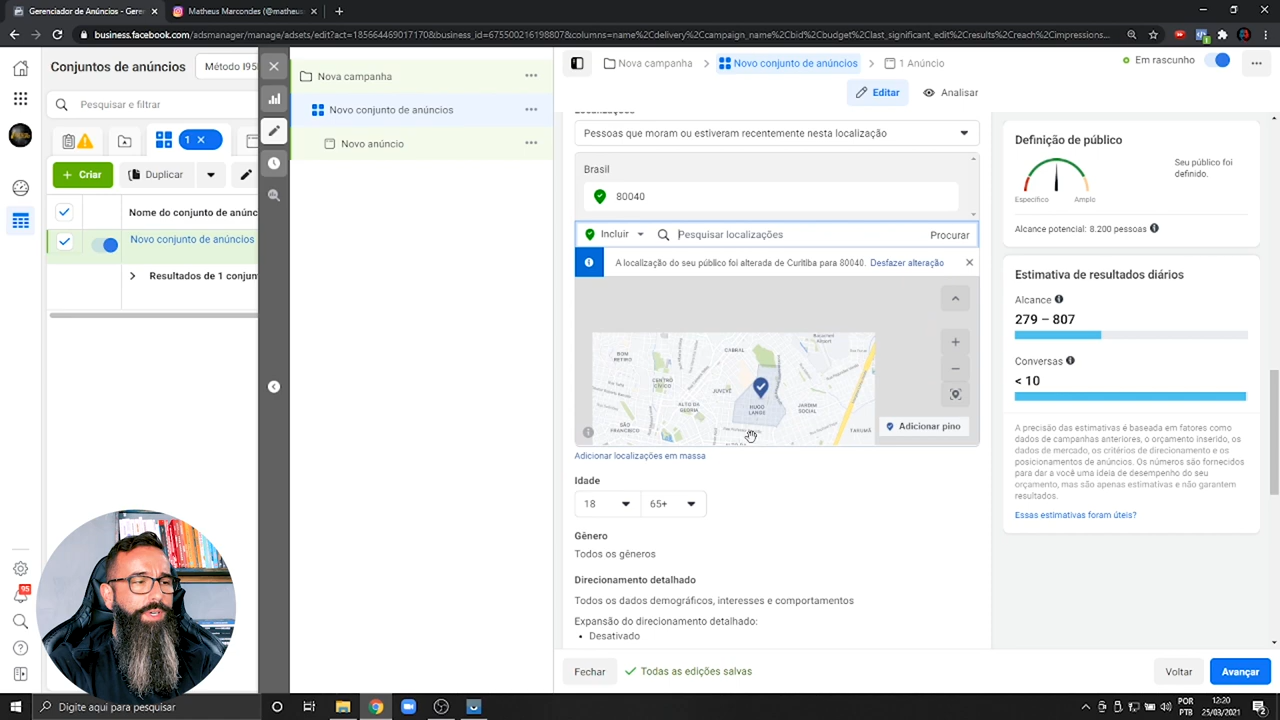 Gerenciador de Anúncios - Geren
Matheus Marcondes (@matheus
business.facebook.com/adsmanager/manage/adsets/edit?act=1856644690171​70&business_id=675500216198807&columns=name%2Cdelivery%2Ccampaign_name%2Cbid%2Cbudget%2Clast_significant_edit%2Cresults%2Creach%2Cimpressions...
Conjuntos de anúncios
Método I95
Pesquisar e filtrar
1
Criar
Duplicar
Nome do conjunto de anúnc
Novo conjunto de anúncios
Resultados de 1 conjun
95
Nova campanha
Novo conjunto de anúncios
Novo anúncio
Nova campanha
Novo conjunto de anúncios
1 Anúncio
Em rascunho
Editar
Analisar
Localizações
Pessoas que moram ou estiveram recentemente nesta localização
Brasil
80040
Incluir
Pesquisar localizações
Procurar
A localização do seu público foi alterada de Curitiba para 80040. Desfazer alteração
BOM RETIRO
CABRAL
CENTRO CÍVICO
JUVEVÊ
ALTO DA GLORIA
HUGO LANGE
JARDIM SOCIAL
SÃO FRANCISCO
TARUMÃ
Adicionar pino
Adicionar localizações em massa
Idade
18
65+
Gênero
Todos os gêneros
Direcionamento detalhado
Todos os dados demográficos, interesses e comportamentos
Expansão do direcionamento detalhado:
• Desativado
Fechar
Todas as edições salvas
Voltar
Avançar
Definição de público
Seu público foi
definido.
Específico
Amplo
Alcance potencial: 8.200 pessoas
Estimativa de resultados diários
Alcance
279 – 807
Conversas
< 10
A precisão das estimativas é baseada em fatores como
dados de campanhas anteriores, o orçamento inserido, os
dados de mercado, os critérios de direcionamento e os
posicionamentos de anúncios. Os números são fornecidos
para dar a você uma ideia de desempenho do seu
orçamento, mas são apenas estimativas e não garantem
resultados.
Essas estimativas foram úteis?
Digite aqui para pesquisar
POR
PTB
12:20
25/03/2021
2